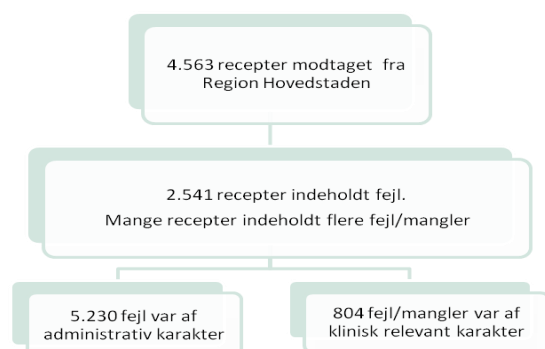 4.563 recepter modtaget fra
Region Hovedstaden
2.541 recepter indeholdt fejl.
Mange recepter indeholdt flere fejl/mangler
5.230 fejl var af
administrativ karakter
804 fejl/mangler var af
klinisk relevant karakter